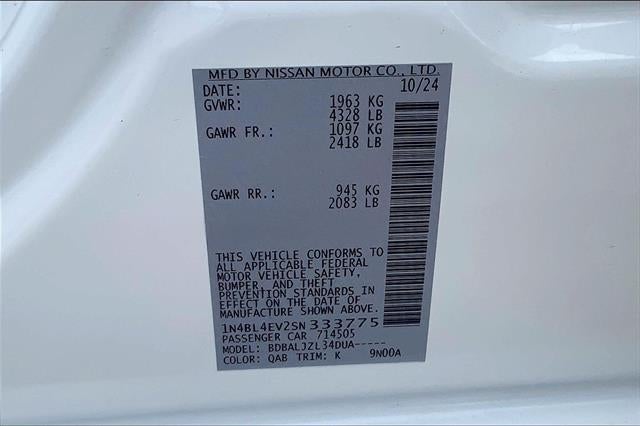 MFD BY NISSAN MOTOR CO., LTD.
DATE: 10/24
GVWR: 1963 KG
4328 LB
GAWR FR.: 1097 KG
2418 LB
GAWR RR.: 945 KG
2083 LB
THIS VEHICLE CONFORMS TO
ALL APPLICABLE FEDERAL
MOTOR VEHICLE SAFETY,
BUMPER, AND THEFT
PREVENTION STANDARDS IN
EFFECT ON THE DATE OF
MANUFACTURE SHOWN ABOVE.
1N4BL4EV2SN333775
PASSENGER CAR 714505
MODEL: BDBALJZL34DUA-----
COLOR: QAB TRIM: K 9N00A